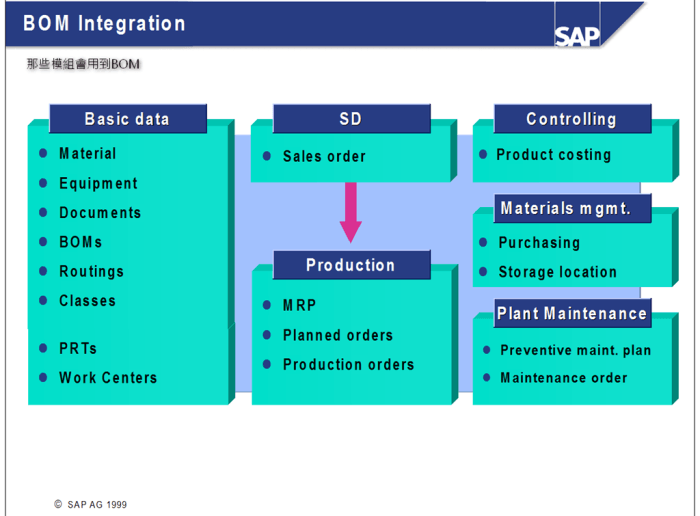 BOM Integration
SAP
那些模組會用到BOM
Basic data
Material
Equipment
Documents
BOMs
Routings
Classes
PRTs
Work Centers
SD
Sales order
Production
MRP
Planned orders
Production orders
Controlling
Product costing
Materials mgmt.
Purchasing
Storage location
Plant Maintenance
Preventive maint. plan
Maintenance order
© SAP AG 1999